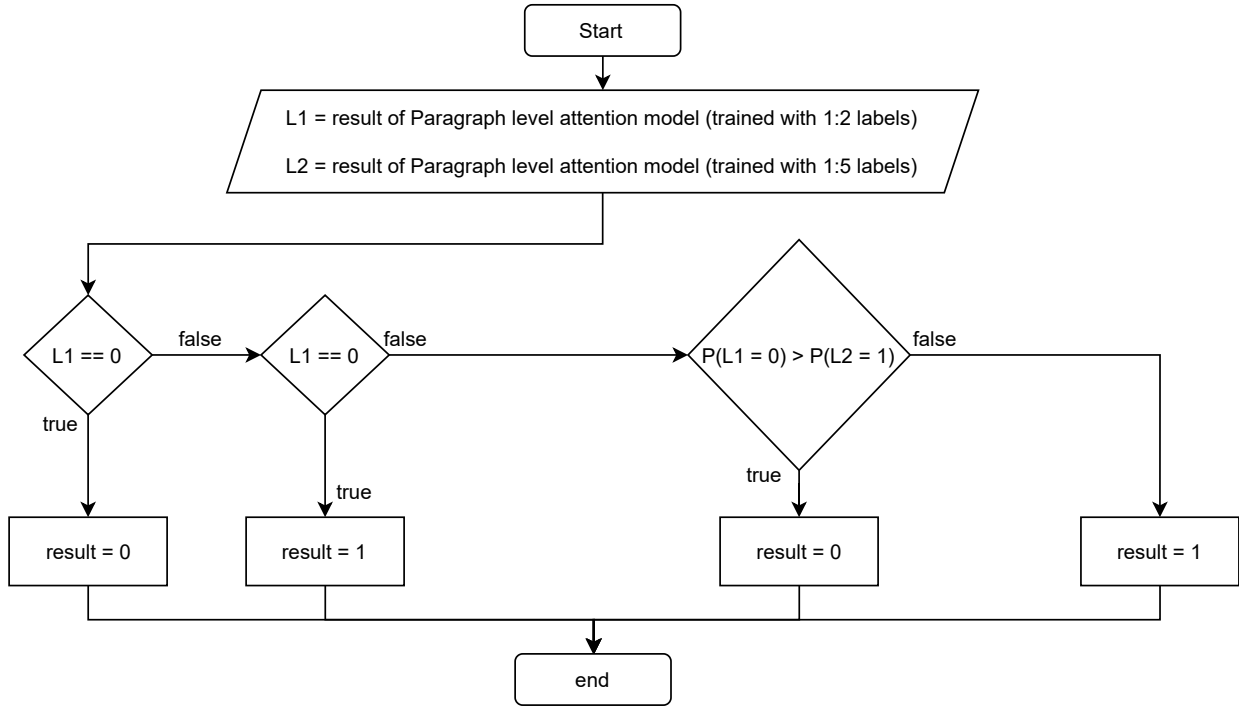 Start
L1 = result of Paragraph level attention model (trained with 1:2 labels)
L2 = result of Paragraph level attention model (trained with 1:5 labels)
L1 == 0
false
L1 == 0
false
P(L1 = 0) > P(L2 = 1)
false
true
true
true
result = 0
result = 1
result = 0
result = 1
end